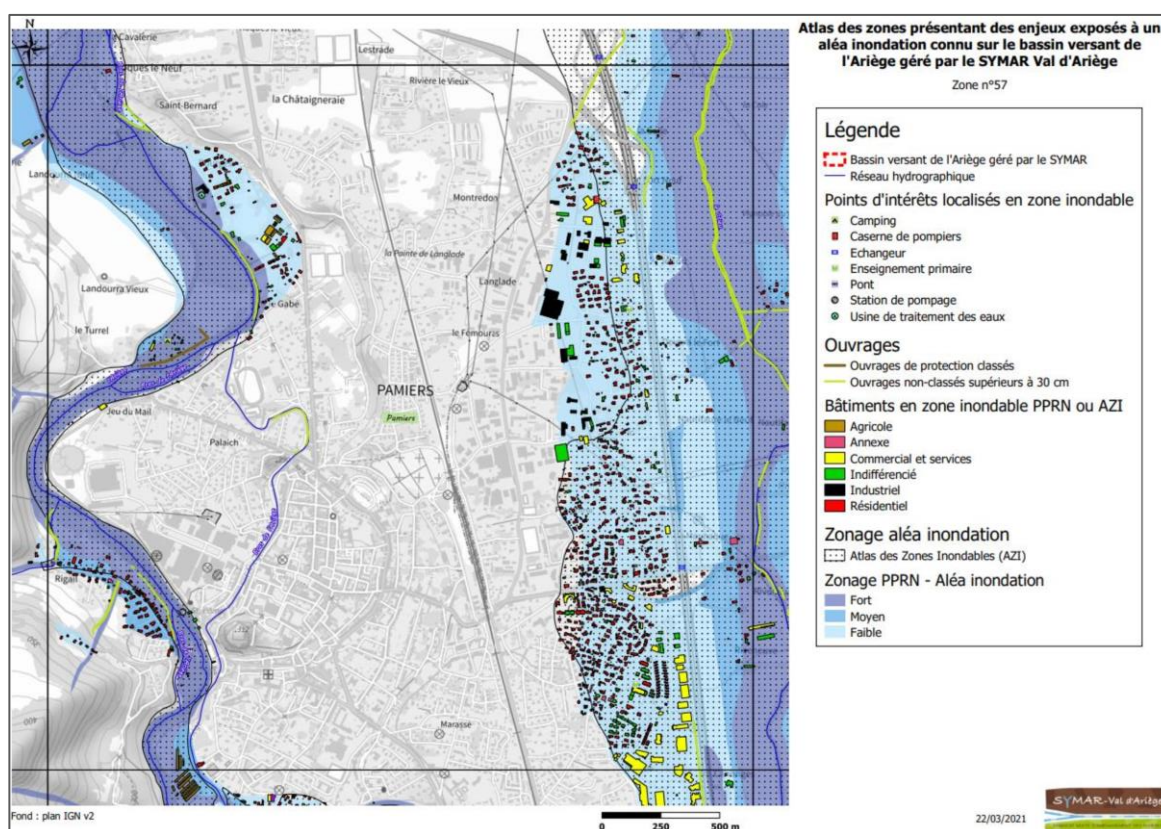 N
Cavalerie
Lestrade
Rivière le Vieux
Saint-Bernard
la Châtaigneraie
Montredon
la Pointe de Langlade
Landourra Vieux
Langlade
Gabé
le Turrel
le Fémouras
PAMIERS
Pamiers
Jeu du Mail
Palaich
Rigail
Marasse
400
Fond : plan IGN v2
0 250 500 m
Atlas des zones présentant des enjeux exposés à un
aléa inondation connu sur le bassin versant de
l'Ariège géré par le SYMAR Val d'Ariège
Zone n°57
Légende
Bassin versant de l'Ariège géré par le SYMAR
Réseau hydrographique
Points d'intérêts localisés en zone inondable
Camping
Caserne de pompiers
Echangeur
Enseignement primaire
Pont
Station de pompage
Usine de traitement des eaux
Ouvrages
Ouvrages de protection classés
Ouvrages non-classés supérieurs à 30 cm
Bâtiments en zone inondable PPRN ou AZI
Agricole
Annexe
Commercial et services
Indifférencié
Industriel
Résidentiel
Zonage aléa inondation
Atlas des Zones Inondables (AZI)
Zonage PPRN - Aléa inondation
Fort
Moyen
Faible
22/03/2021
SYMAR-Val d'Ariège